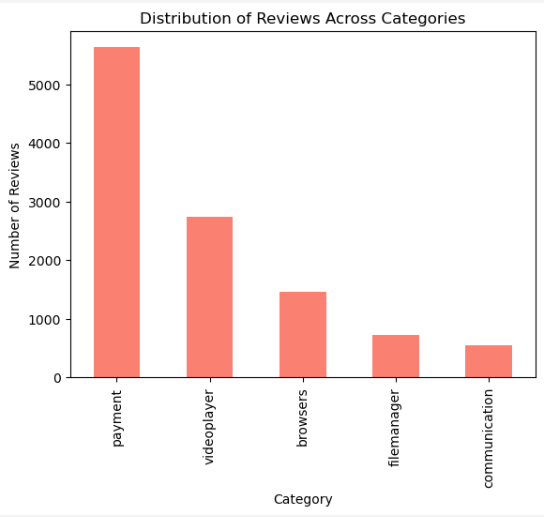 Distribution of Reviews Across Categories
Number of Reviews
5000
4000
3000
2000
1000
0
payment
videoplayer
browsers
filemanager
communication
Category